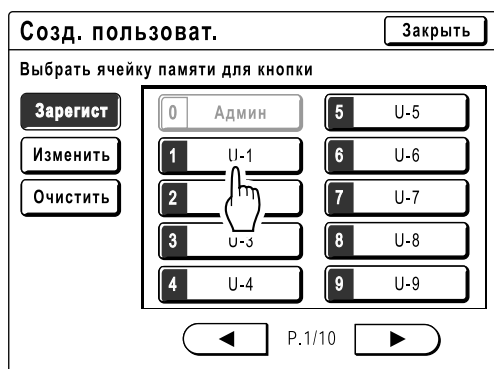 Созд. пользоват.
Закрыть
Выбрать ячейку памяти для кнопки
Зарегист
Изменить
Очистить
0 Админ
1 U-1
2
3 U-3
4 U-4
5 U-5
6 U-6
7 U-7
8 U-8
9 U-9
P.1/10